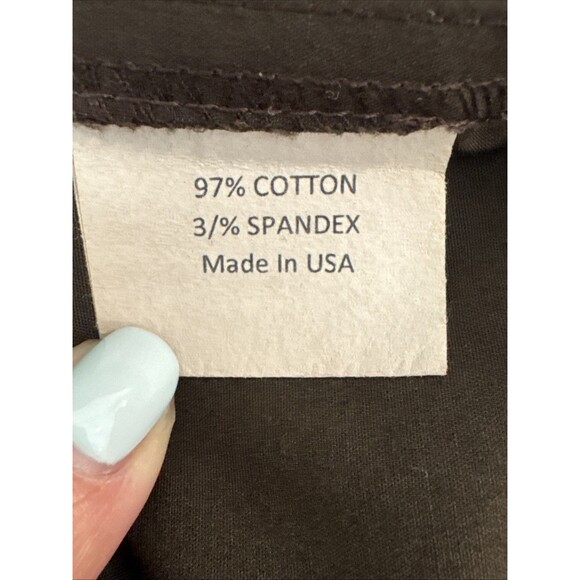 97% COTTON
3/% SPANDEX
Made In USA